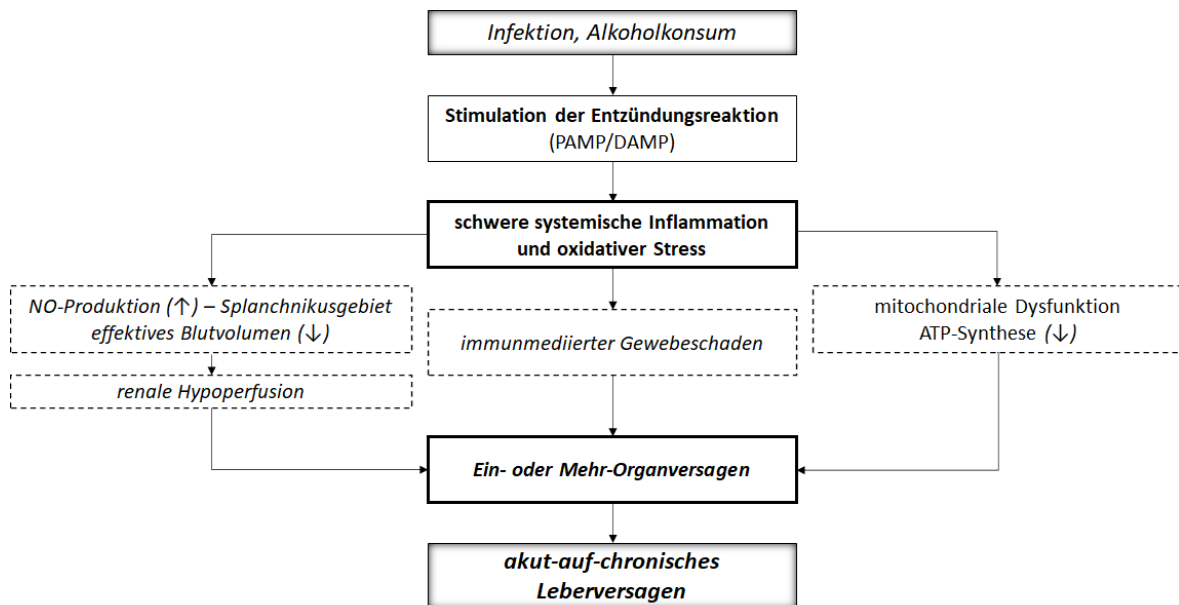 Infektion, Alkoholkonsum
Stimulation der Entzündungsreaktion
(PAMP/DAMP)
schwere systemische Inflammation
und oxidativer Stress
NO-Produktion (↑) – Splanchnikusgebiet
effektives Blutvolumen (↓)
renale Hypoperfusion
immunmediierter Gewebeschaden
mitochondriale Dysfunktion
ATP-Synthese (↓)
Ein- oder Mehr-Organversagen
akut-auf-chronisches
Leberversagen